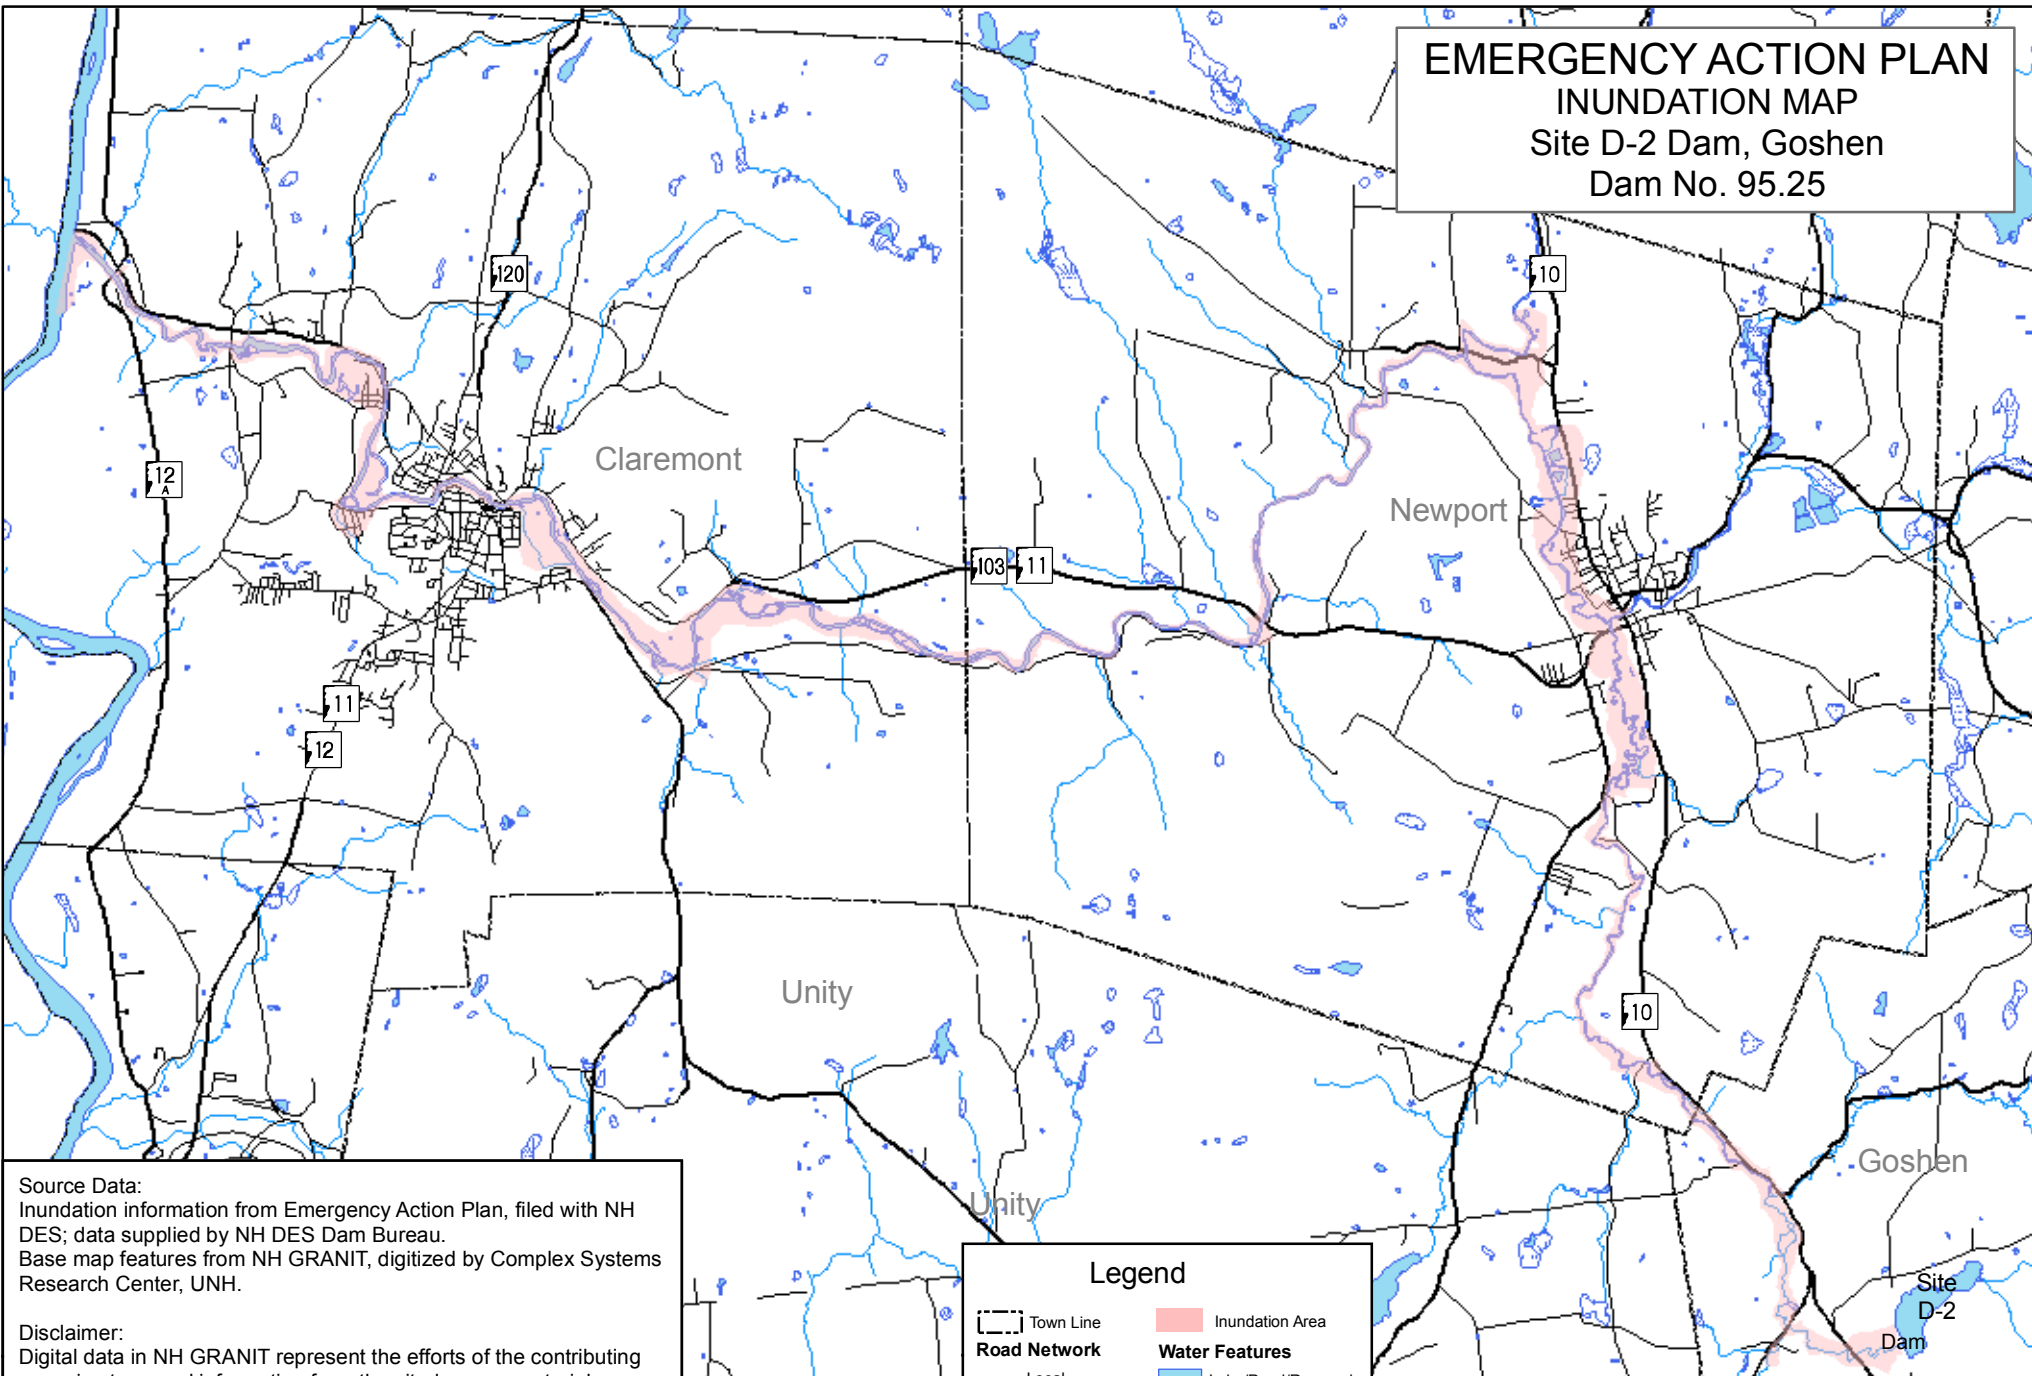 EMERGENCY ACTION PLAN
INUNDATION MAP
Site D-2 Dam, Goshen
Dam No. 95.25
120
10
Claremont
12
A
Newport
103
11
11
12
Unity
10
Goshen
Unity
Site
D-2
Dam
Source Data:
Inundation information from Emergency Action Plan, filed with NH
DES; data supplied by NH DES Dam Bureau.
Base map features from NH GRANIT, digitized by Complex Systems
Research Center, UNH.
Disclaimer:
Digital data in NH GRANIT represent the efforts of the contributing
Legend
Town Line
Inundation Area
Road Network
Water Features